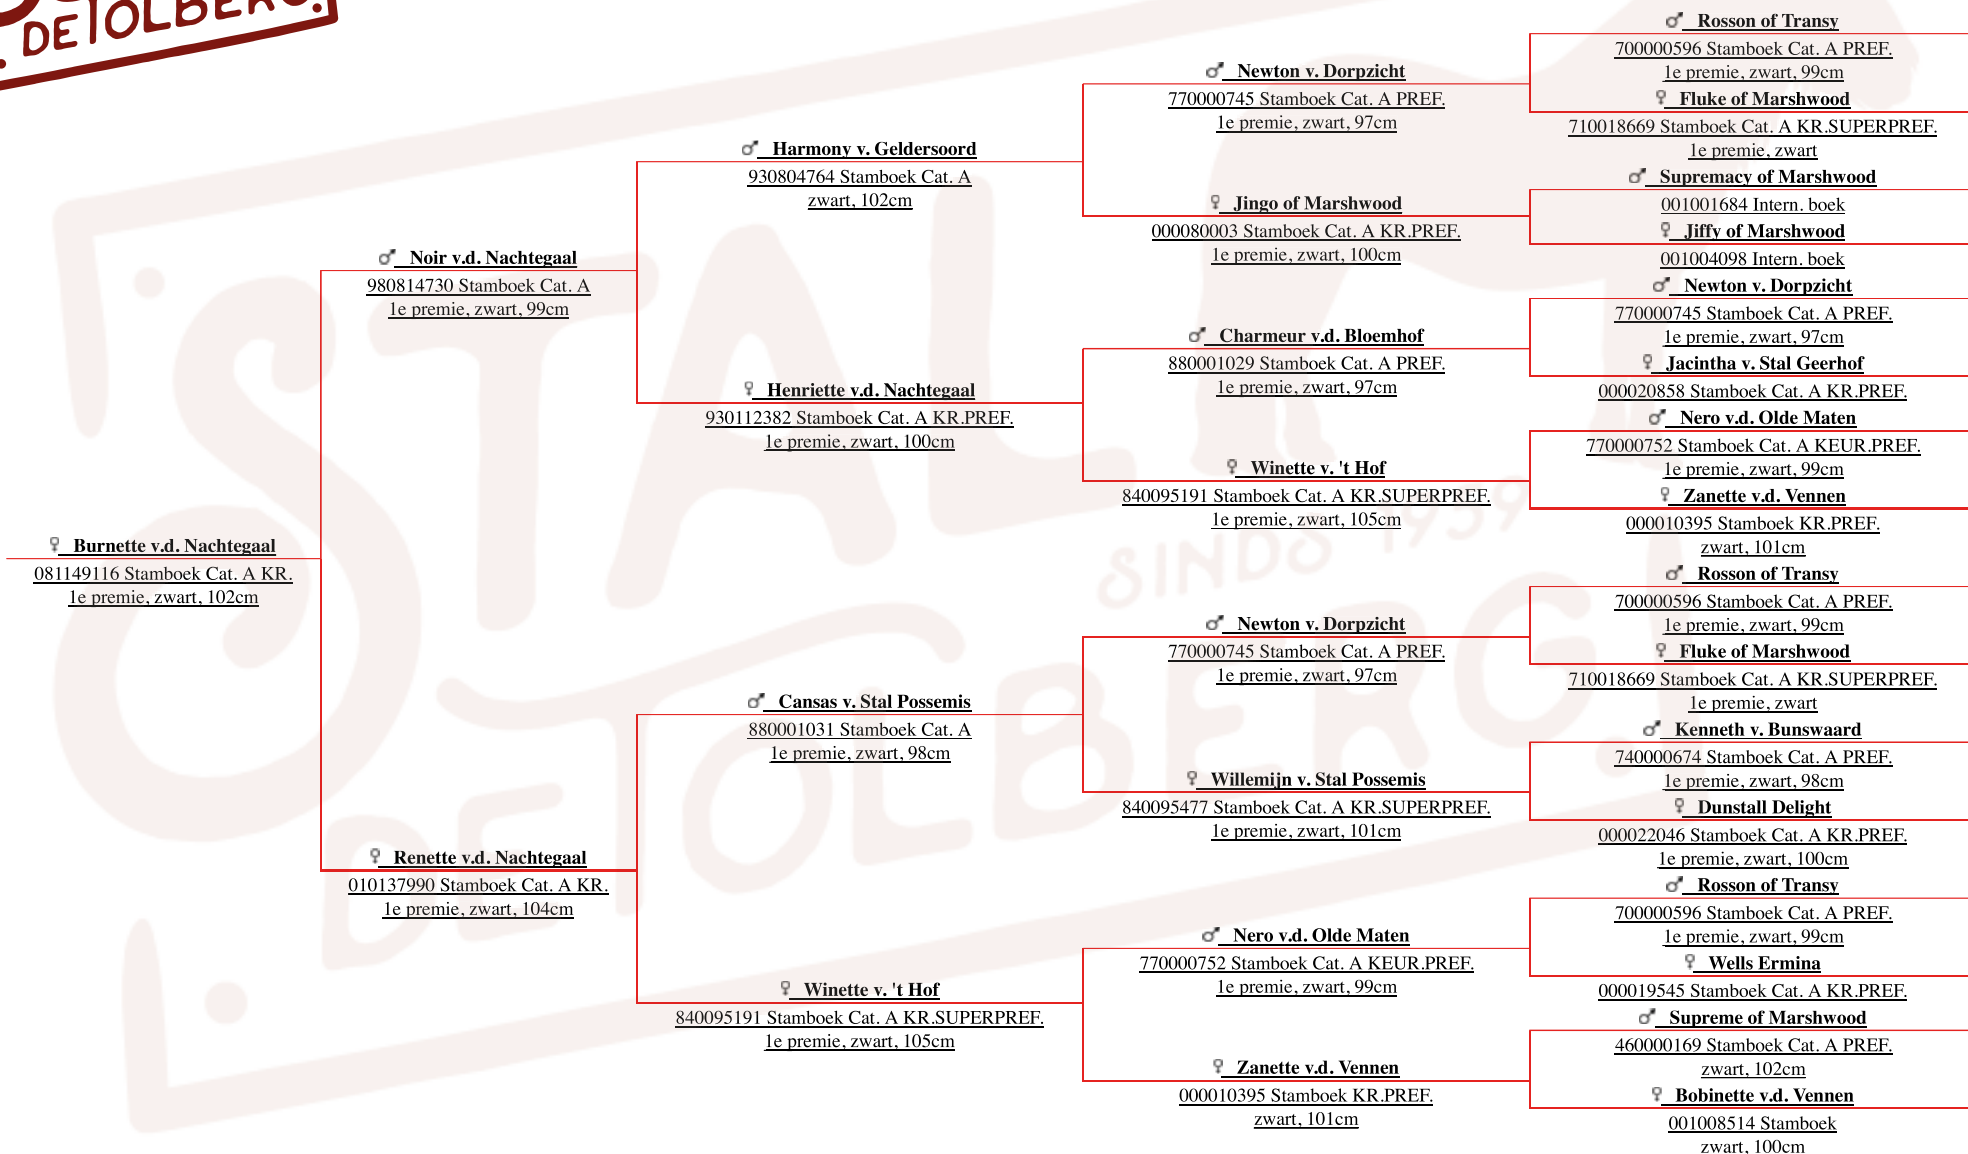 DETOLBERG.
♀ Burnette v.d. Nachtegaal
081149116 Stamboek Cat. A KR.
1e premie, zwart, 102cm
♂ Noir v.d. Nachtegaal
980814730 Stamboek Cat. A
1e premie, zwart, 99cm
♀ Renette v.d. Nachtegaal
010137990 Stamboek Cat. A KR.
1e premie, zwart, 104cm
♂ Harmony v. Geldersoord
930804764 Stamboek Cat. A
zwart, 102cm
♀ Henriette v.d. Nachtegaal
930112382 Stamboek Cat. A KR.PREF.
1e premie, zwart, 100cm
♂ Cansas v. Stal Possemis
880001031 Stamboek Cat. A
1e premie, zwart, 98cm
♀ Winette v. 't Hof
840095191 Stamboek Cat. A KR.SUPERPREF.
1e premie, zwart, 105cm
♂ Newton v. Dorpzicht
770000745 Stamboek Cat. A PREF.
1e premie, zwart, 97cm
♀ Jingo of Marshwood
000080003 Stamboek Cat. A KR.PREF.
1e premie, zwart, 100cm
♂ Charmeur v.d. Bloemhof
880001029 Stamboek Cat. A PREF.
1e premie, zwart, 97cm
♀ Winette v. 't Hof
840095191 Stamboek Cat. A KR.SUPERPREF.
1e premie, zwart, 105cm
♂ Newton v. Dorpzicht
770000745 Stamboek Cat. A PREF.
1e premie, zwart, 97cm
♀ Willemijn v. Stal Possemis
840095477 Stamboek Cat. A KR.SUPERPREF.
1e premie, zwart, 101cm
♂ Nero v.d. Olde Maten
770000752 Stamboek Cat. A KEUR.PREF.
1e premie, zwart, 99cm
♀ Zanette v.d. Vennen
000010395 Stamboek KR.PREF.
zwart, 101cm
♂ Rosson of Transy
700000596 Stamboek Cat. A PREF.
1e premie, zwart, 99cm
♀ Fluke of Marshwood
710018669 Stamboek Cat. A KR.SUPERPREF.
1e premie, zwart
♂ Supremacy of Marshwood
001001684 Intern. boek
♀ Jiffy of Marshwood
001004098 Intern. boek
♂ Newton v. Dorpzicht
770000745 Stamboek Cat. A PREF.
1e premie, zwart, 97cm
♀ Jacintha v. Stal Geerhof
000020858 Stamboek Cat. A KR.PREF.
♂ Nero v.d. Olde Maten
770000752 Stamboek Cat. A KEUR.PREF.
1e premie, zwart, 99cm
♀ Zanette v.d. Vennen
000010395 Stamboek KR.PREF.
zwart, 101cm
♂ Rosson of Transy
700000596 Stamboek Cat. A PREF.
1e premie, zwart, 99cm
♀ Fluke of Marshwood
710018669 Stamboek Cat. A KR.SUPERPREF.
1e premie, zwart
♂ Kenneth v. Bunswaard
740000674 Stamboek Cat. A PREF.
1e premie, zwart, 98cm
♀ Dunstall Delight
000022046 Stamboek Cat. A KR.PREF.
1e premie, zwart, 100cm
♂ Rosson of Transy
700000596 Stamboek Cat. A PREF.
1e premie, zwart, 99cm
♀ Wells Ermina
000019545 Stamboek Cat. A KR.PREF.
♂ Supreme of Marshwood
460000169 Stamboek Cat. A PREF.
zwart, 102cm
♀ Bobinette v.d. Vennen
001008514 Stamboek
zwart, 100cm
STAL
SINDS 1959
DETOLBERG.